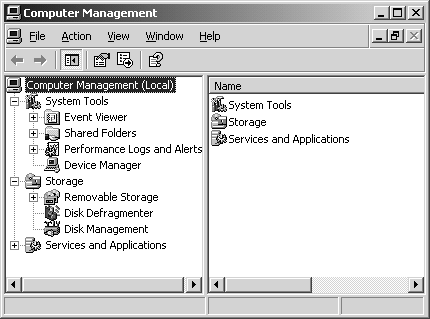 Computer Management
File Action View Window Help
Computer Management (Local)
System Tools
Event Viewer
Shared Folders
Performance Logs and Alerts
Device Manager
Storage
Removable Storage
Disk Defragmenter
Disk Management
Services and Applications
Name
System Tools
Storage
Services and Applications